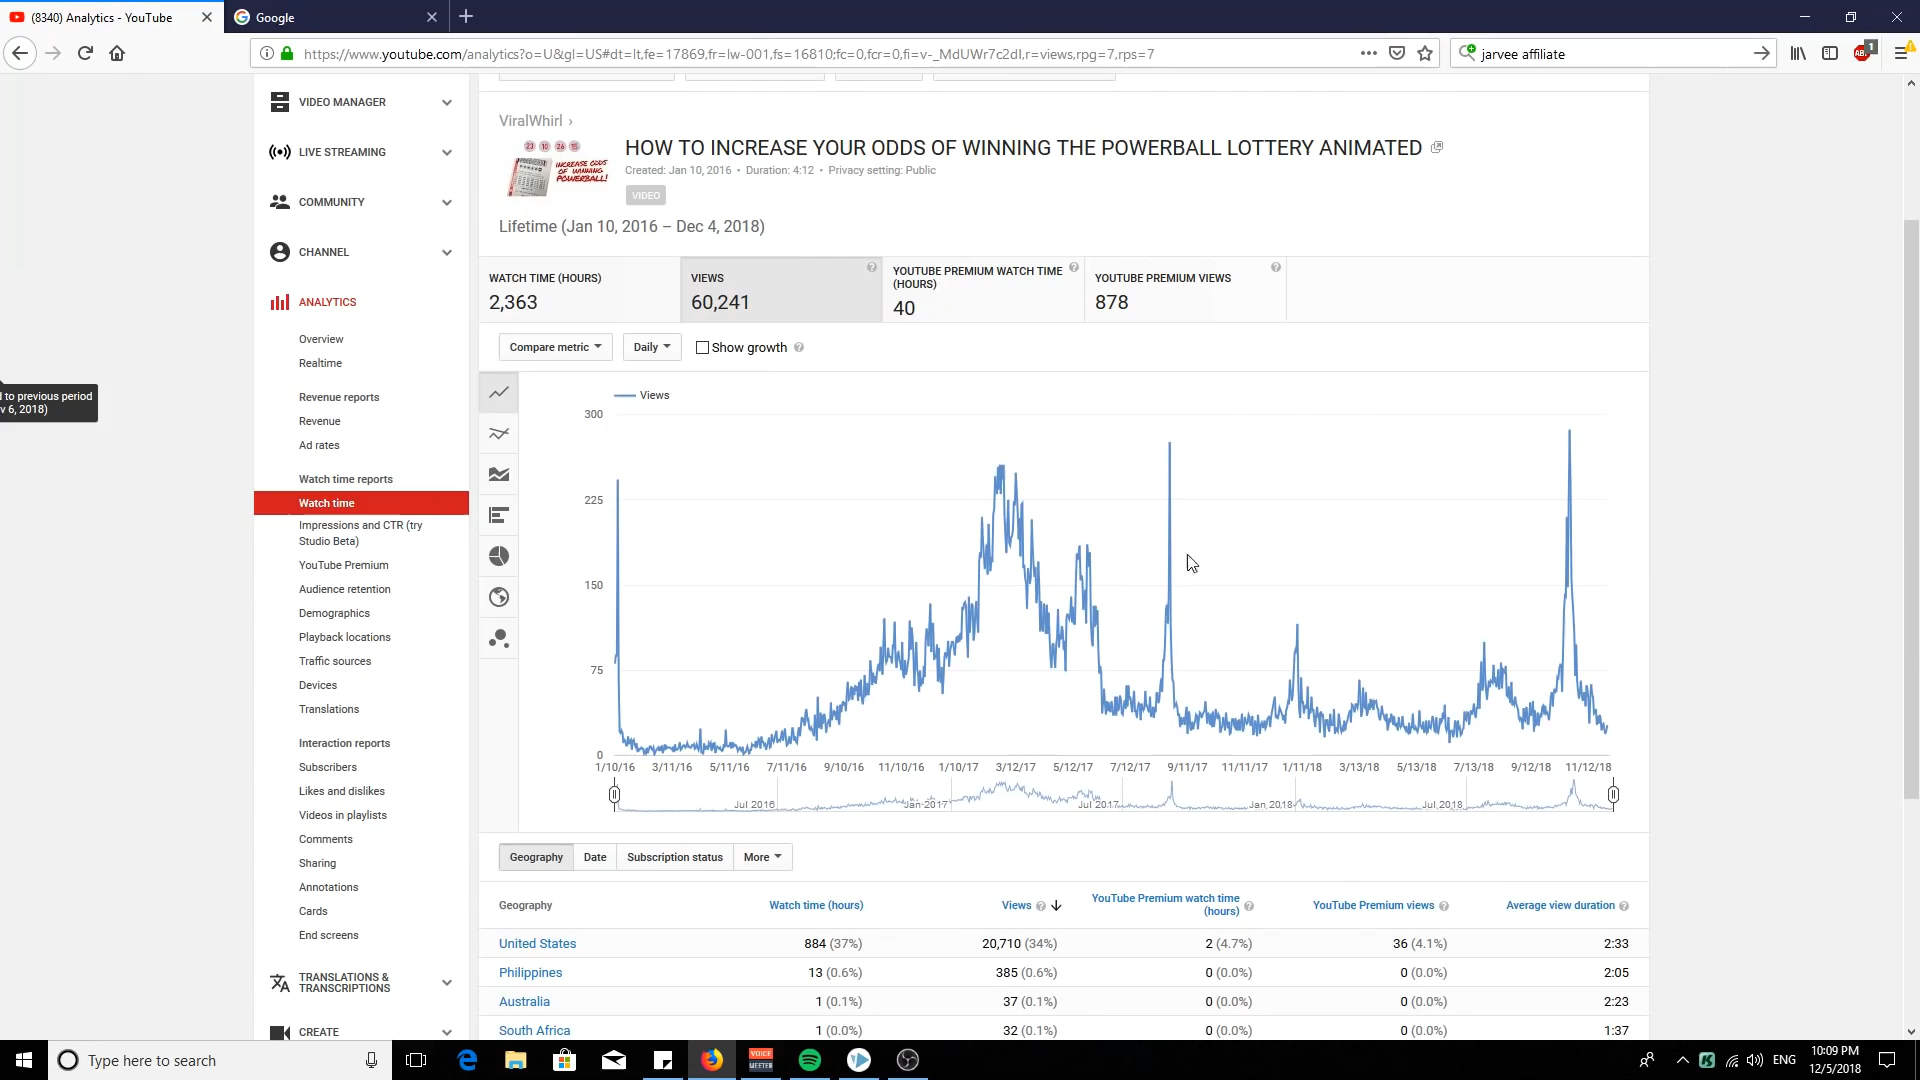 (8340) Analytics - YouTube
Google
https://www.youtube.com/analytics?o=U&gl=US#dt=lt,fe=17869,fr=lw-001,fs=16810;fc=0,fcr=0,fi=v-_MdUWr7c2dI,r=views,rpg=7,rps=7
jarvee affiliate
1
VIDEO MANAGER
LIVE STREAMING
COMMUNITY
CHANNEL
ANALYTICS
Overview
Realtime
Revenue reports
Revenue
Ad rates
Watch time reports
Watch time
Impressions and CTR (try
Studio Beta)
YouTube Premium
Audience retention
Demographics
Playback locations
Traffic sources
Devices
Translations
Interaction reports
Subscribers
Likes and dislikes
Videos in playlists
Comments
Sharing
Annotations
Cards
End screens
TRANSLATIONS &
TRANSCRIPTIONS
CREATE
d to previous period
v 6, 2018)
ViralWhirl ›
INCREASE ODDS
OF WINNING
POWERBALL!
HOW TO INCREASE YOUR ODDS OF WINNING THE POWERBALL LOTTERY ANIMATED
Created: Jan 10, 2016 • Duration: 4:12 • Privacy setting: Public
VIDEO
Lifetime (Jan 10, 2016 – Dec 4, 2018)
WATCH TIME (HOURS)
2,363
VIEWS
60,241
YOUTUBE PREMIUM WATCH TIME
(HOURS)
40
YOUTUBE PREMIUM VIEWS
878
Compare metric
Daily
Show growth
Views
300
225
150
75
0
1/10/16 3/11/16 5/11/16 7/11/16 9/10/16 11/10/16 1/10/17 3/12/17 5/12/17 7/12/17 9/11/17 11/11/17 1/11/18 3/13/18 5/13/18 7/13/18 9/12/18 11/12/18
Jul 2016 Jan 2017 Jul 2017 Jan 2018 Jul 2018
Geography Date Subscription status More
Geography Watch time (hours) Views YouTube Premium watch time (hours) YouTube Premium views Average view duration
United States 884 (37%) 20,710 (34%) 2 (4.7%) 36 (4.1%) 2:33
Philippines 13 (0.6%) 385 (0.6%) 0 (0.0%) 0 (0.0%) 2:05
Australia 1 (0.1%) 37 (0.1%) 0 (0.0%) 0 (0.0%) 2:23
South Africa 1 (0.0%) 32 (0.1%) 0 (0.0%) 0 (0.0%) 1:37
Type here to search
VOICE
MEETER
ENG
10:09 PM
12/5/2018